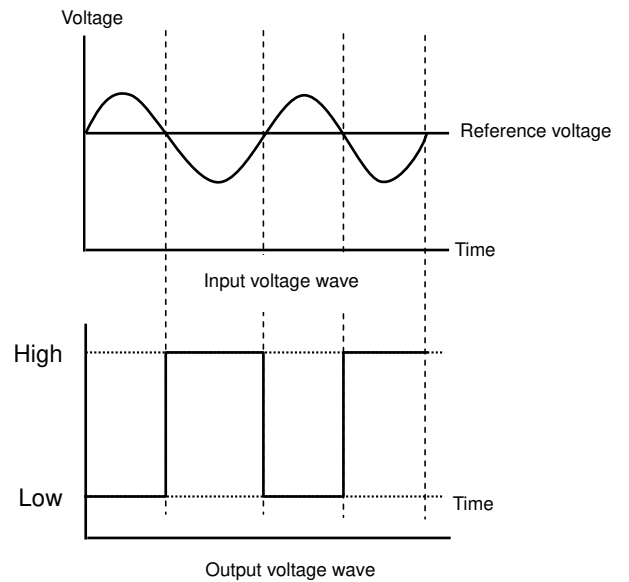 Voltage
Reference voltage
Time
Input voltage wave
High
Low
Time
Output voltage wave